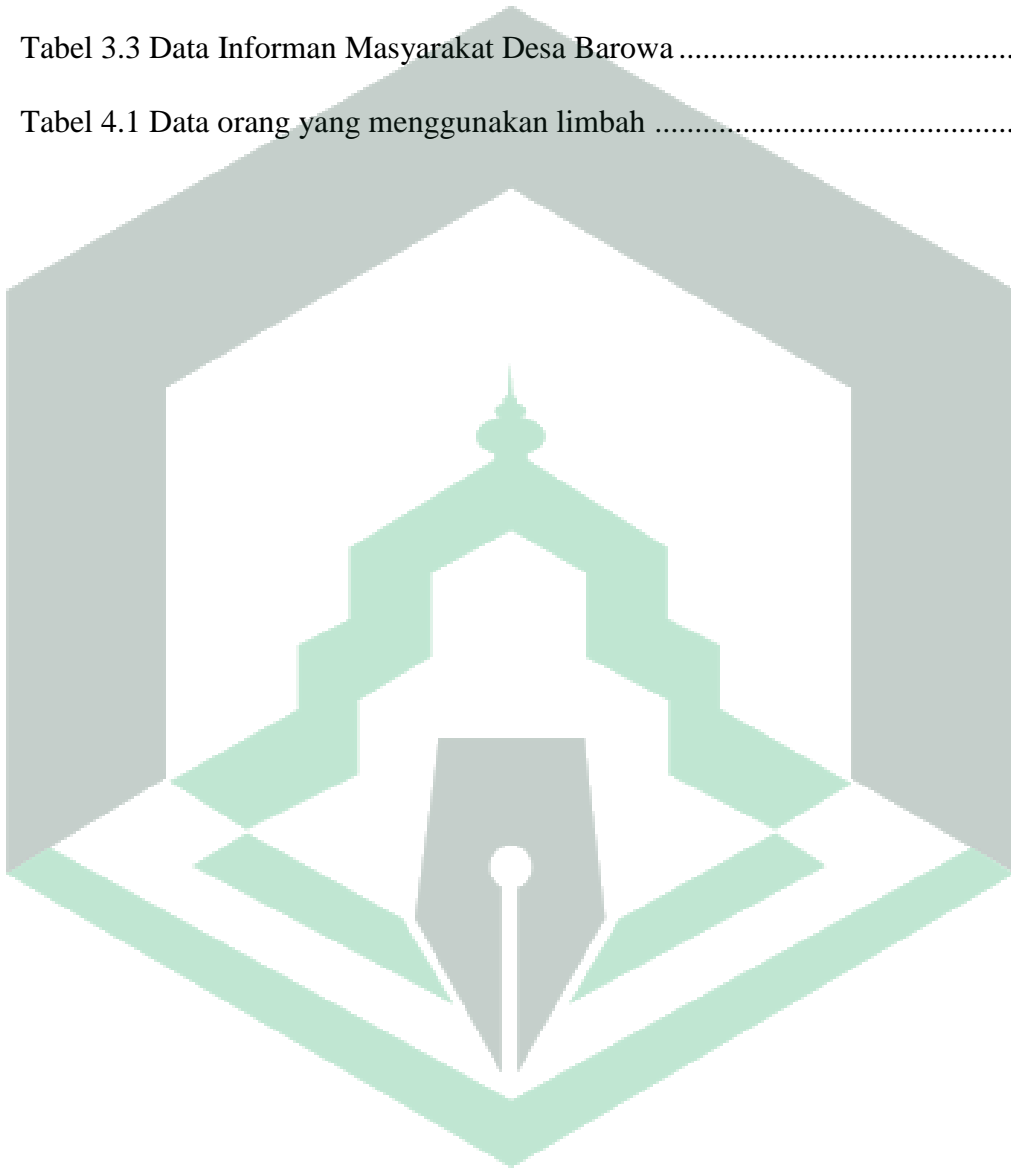 Tabel 3.3 Data Informan Masyarakat Desa Barowa .........................................
Tabel 4.1 Data orang yang menggunakan limbah ............................................